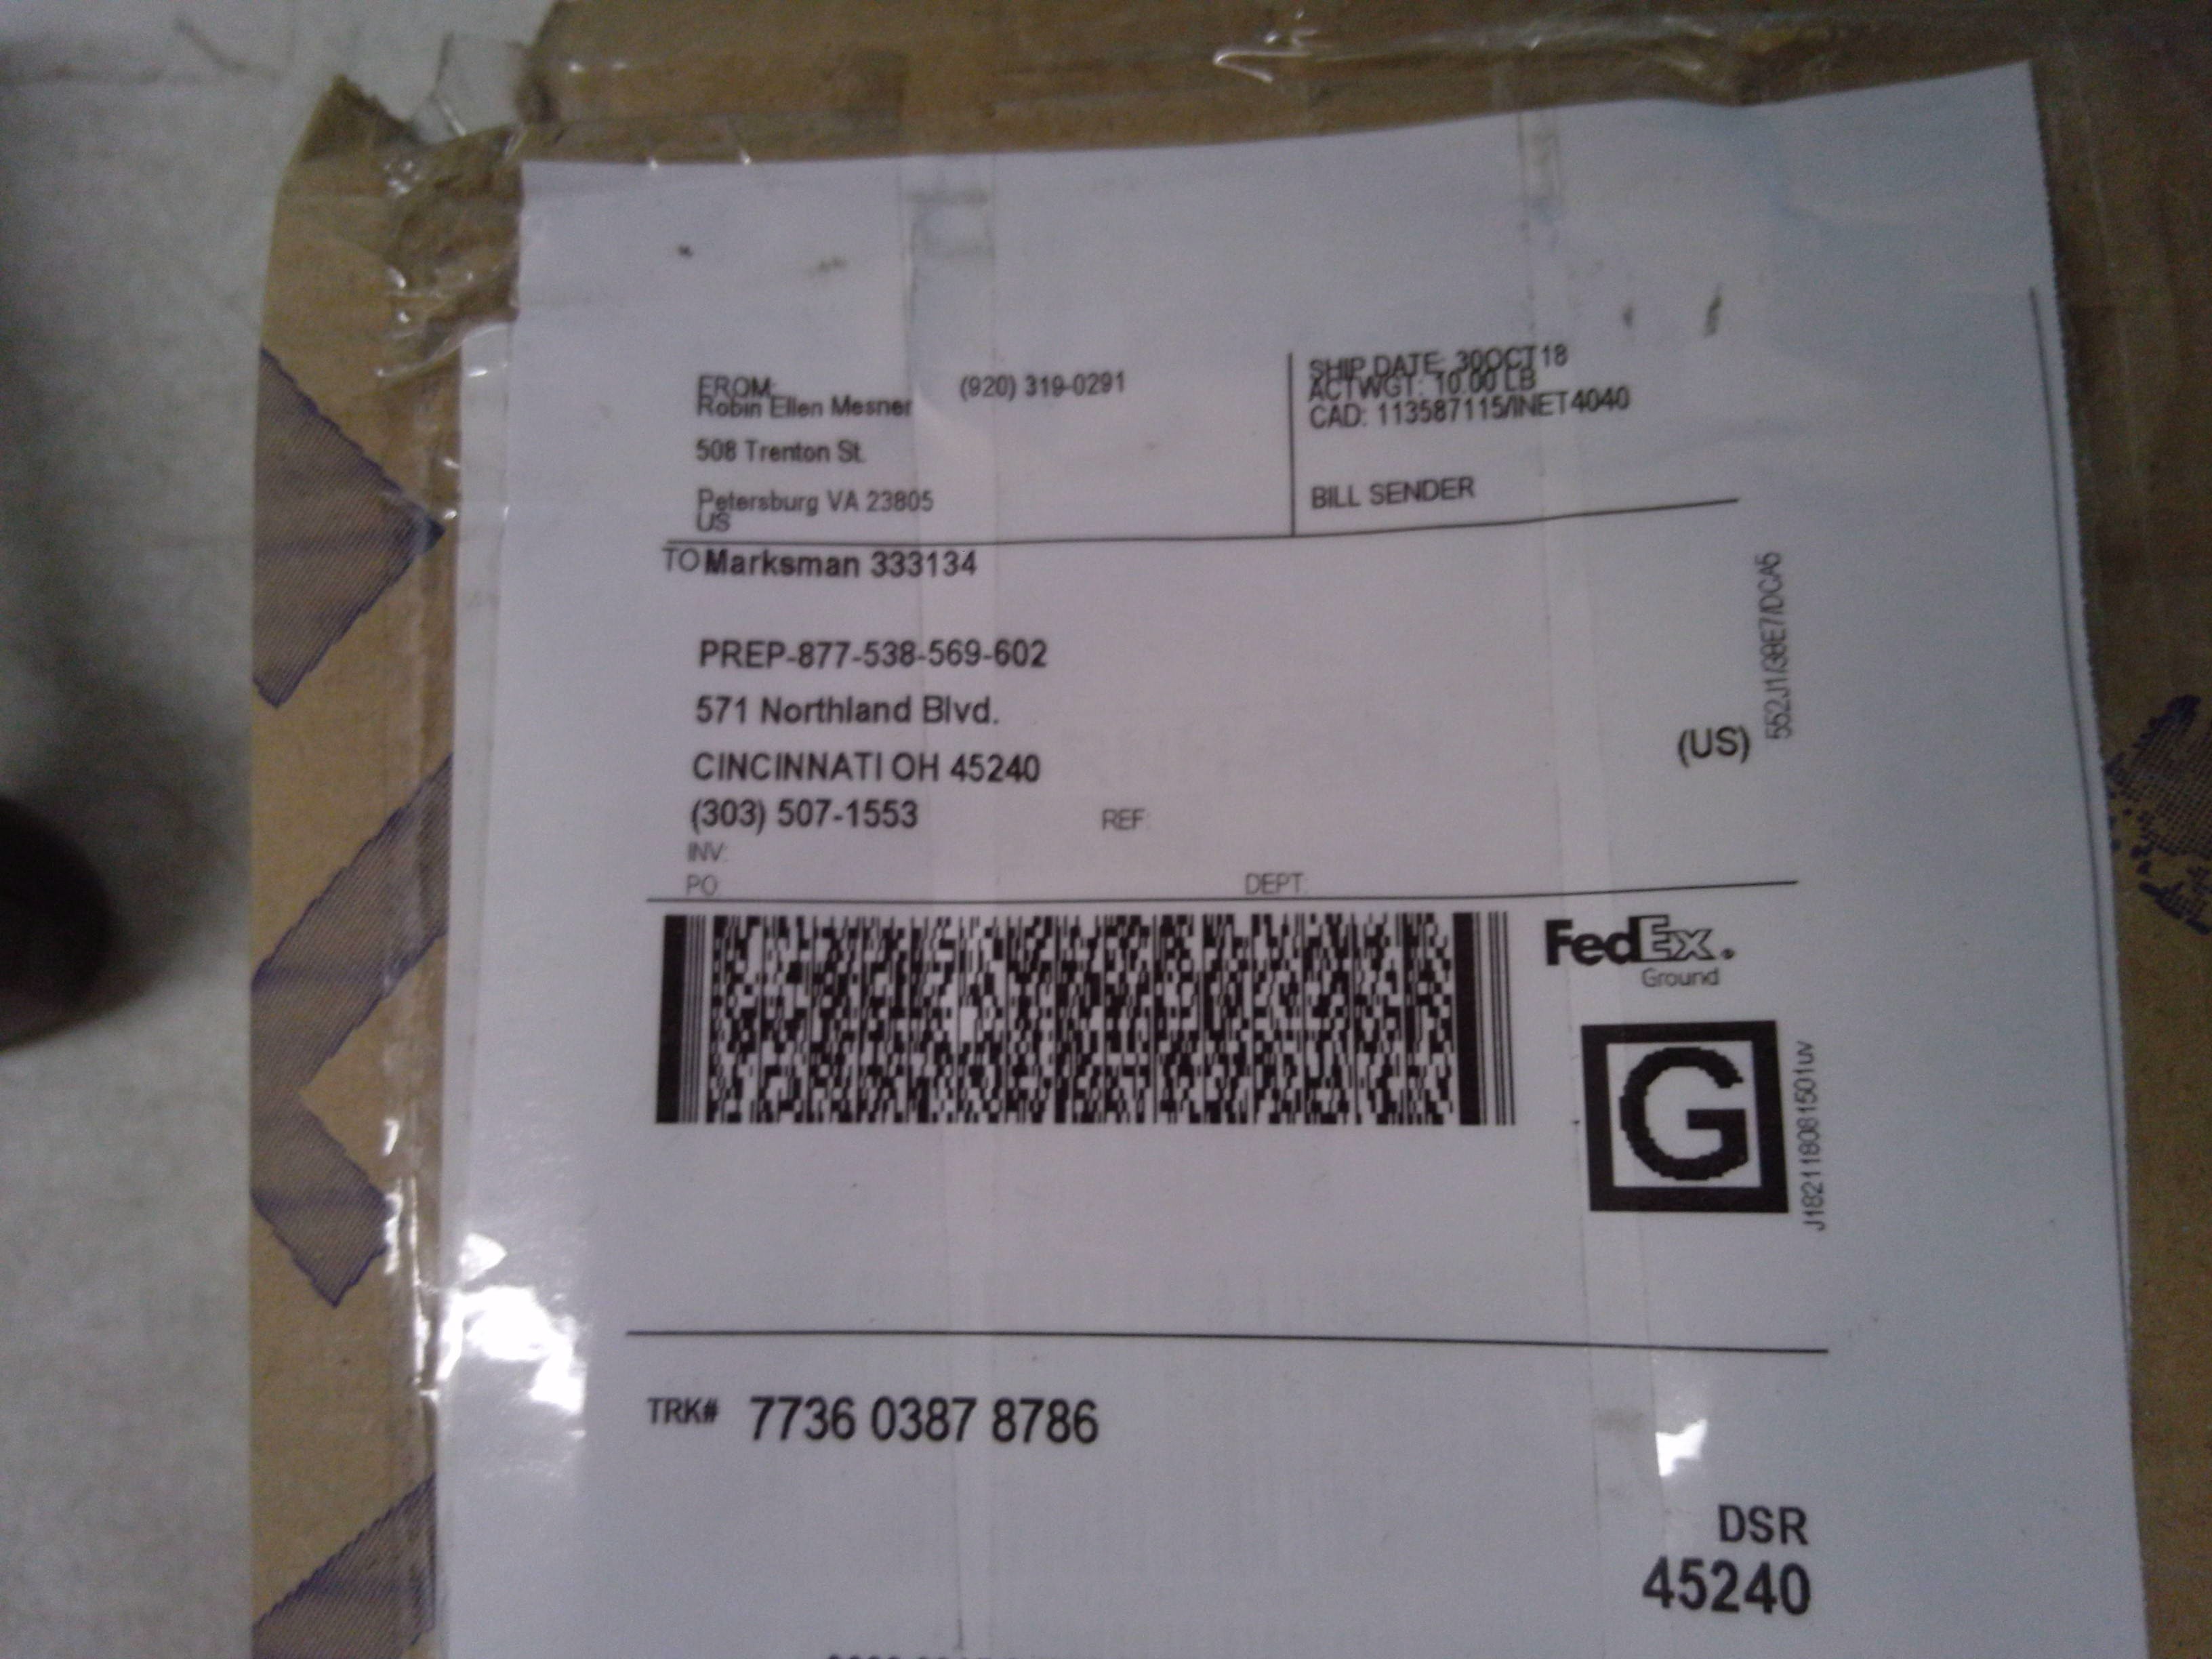 FROM:
(920) 319-0291
Robin Ellen Mesner
508 Trenton St.
Petersburg VA 23805
US
SHIP DATE: 30OCT18
ACTWGT: 10.00 LB
CAD: 113587115/INET4040
BILL SENDER
TO Marksman 333134
PREP-877-538-569-602
571 Northland Blvd.
CINCINNATI OH 45240
(US)
(303) 507-1553
REF:
INV:
PO:
DEPT:
552J1/3BE7/DCA5
FedEx.
Ground
G
J182118081501uv
TRK# 7736 0387 8786
DSR
45240